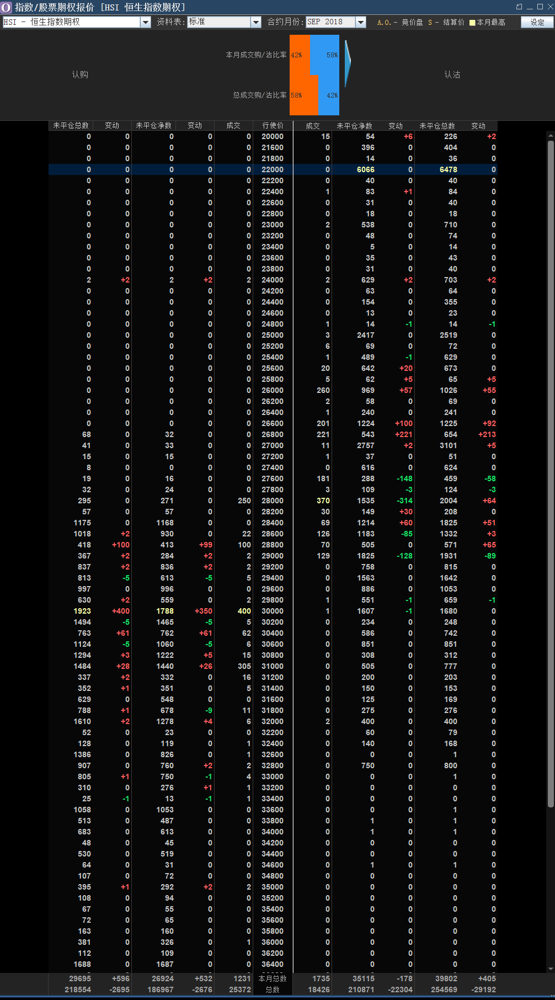 指数/股票期权报价 [HSI 恒生指数期权]
HSI - 恒生指数期权 资料表: 标准 合约月份: SEP 2018 A.O. - 竞价盘 S - 结算价 本月最高 设定
本月成交购/沽比率 42% 58%
认购 认沽
总成交购/沽比率 58% 42%
未平仓总数 变动 未平仓净数 变动 成交 行使价 成交 未平仓净数 变动 未平仓总数 变动
0 0 0 0 0 20000 15 54 +6 226 +2
0 0 0 0 0 21600 0 396 0 404 0
0 0 0 0 0 21800 0 14 0 36 0
0 0 0 0 0 22000 0 6066 0 6478 0
0 0 0 0 0 22200 0 40 0 40 0
0 0 0 0 0 22400 1 83 +1 84 0
0 0 0 0 0 22600 0 31 0 40 0
0 0 0 0 0 22800 0 18 0 18 0
0 0 0 0 0 23000 2 538 0 710 0
0 0 0 0 0 23200 0 48 0 74 0
0 0 0 0 0 23400 0 5 0 14 0
0 0 0 0 0 23600 0 35 0 43 0
0 0 0 0 0 23800 0 31 0 40 0
2 +2 2 +2 2 24000 2 629 +2 703 +2
0 0 0 0 0 24200 0 63 0 64 0
0 0 0 0 0 24400 0 154 0 355 0
0 0 0 0 0 24600 0 13 0 23 0
0 0 0 0 0 24800 1 14 -1 14 -1
0 0 0 0 0 25000 3 2417 0 2519 0
0 0 0 0 0 25200 6 69 0 72 0
0 0 0 0 0 25400 1 489 -1 629 0
0 0 0 0 0 25600 20 642 +20 673 0
0 0 0 0 0 25800 5 62 +5 65 +5
0 0 0 0 0 26000 260 969 +57 1026 +55
0 0 0 0 0 26200 2 58 0 69 0
0 0 0 0 0 26400 1 240 0 241 0
0 0 0 0 0 26600 201 1224 +100 1225 +92
68 0 32 0 0 26800 221 543 +221 654 +213
41 0 33 0 0 27000 11 2757 +2 3101 +5
15 0 15 0 0 27200 1 37 0 51 0
8 0 0 0 0 27400 0 616 0 624 0
19 0 16 0 0 27600 181 288 -148 459 -58
32 0 24 0 0 27800 3 109 -3 124 -3
295 0 271 0 250 28000 370 1535 -314 2004 +64
57 0 57 0 0 28200 30 149 +30 208 0
1175 0 1168 0 0 28400 69 1214 +60 1825 +51
1018 +2 930 0 22 28600 126 1183 -85 1332 +3
418 +100 413 +99 100 28800 70 505 0 571 +65
367 +2 284 +2 2 29000 129 1825 -128 1931 -89
837 +2 836 +2 2 29200 0 758 0 815 0
813 -5 613 -5 5 29400 0 1563 0 1642 0
997 0 996 0 0 29600 0 886 0 1053 0
630 +2 559 0 2 29800 1 551 -1 659 -1
1923 +400 1788 +350 400 30000 1 1607 -1 1680 0
1494 -5 1465 -5 5 30200 0 234 0 248 0
763 +61 762 +61 62 30400 0 586 0 742 0
1124 -5 1060 -5 6 30600 0 851 0 851 0
1294 +3 1222 +5 15 30800 0 308 0 312 0
1484 +28 1440 +26 305 31000 0 505 0 777 0
337 +2 332 0 16 31200 0 200 0 203 0
352 +1 351 0 5 31400 0 150 0 153 0
629 0 548 0 0 31600 0 125 0 169 0
788 +1 678 -9 11 31800 0 275 0 276 0
1610 +2 1278 +4 6 32000 2 400 0 400 0
52 0 23 0 0 32200 0 60 0 79 0
128 0 119 0 1 32400 0 140 0 168 0
1386 0 826 0 1 32600 0 0 0 1 0
907 0 760 +2 2 32800 0 750 0 800 0
805 +1 750 -1 4 33000 0 0 0 1 0
310 0 276 +1 1 33200 0 0 0 0 0
25 -1 13 -1 1 33400 0 0 0 0 0
1058 0 1053 0 0 33600 0 0 0 1 0
513 0 487 0 0 33800 0 1 0 1 0
683 0 613 0 0 34000 0 1 0 1 0
48 0 45 0 0 34200 0 0 0 0 0
530 0 519 0 0 34400 0 0 0 0 0
64 0 31 0 0 34600 0 1 0 1 0
107 0 72 0 0 34800 0 0 0 0 0
395 +1 292 +2 2 35000 0 0 0 0 0
108 0 94 0 0 35200 0 0 0 0 0
67 0 55 0 0 35400 0 0 0 0 0
72 0 65 0 0 35600 0 0 0 0 0
163 0 160 0 0 35800 0 0 0 0 0
381 0 326 0 1 36000 0 0 0 0 0
112 0 109 0 0 36200 0 0 0 0 0
1688 0 1687 0 0 36400 0 0 0 0 0
29695 +596 26924 +532 1231 本月总数 1735 35115 -178 39802 +405
218554 -2695 186967 -2676 25372 总数 18426 210871 -22304 254569 -29192